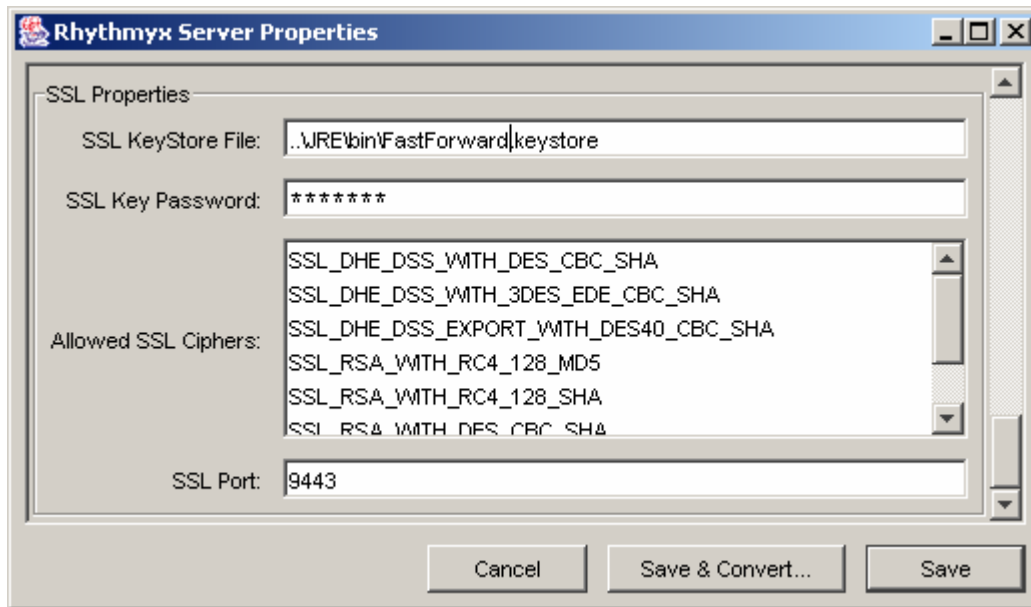 Rhythmyx Server Properties
SSL Properties
SSL KeyStore File: ..\JRE\bin\FastForward.keystore
SSL Key Password: *******
Allowed SSL Ciphers:
SSL_DHE_DSS_WITH_DES_CBC_SHA
SSL_DHE_DSS_WITH_3DES_EDE_CBC_SHA
SSL_DHE_DSS_EXPORT_WITH_DES40_CBC_SHA
SSL_RSA_WITH_RC4_128_MD5
SSL_RSA_WITH_RC4_128_SHA
SSL_RSA_WITH_DES_CBC_SHA
SSL Port: 9443
Cancel Save & Convert... Save